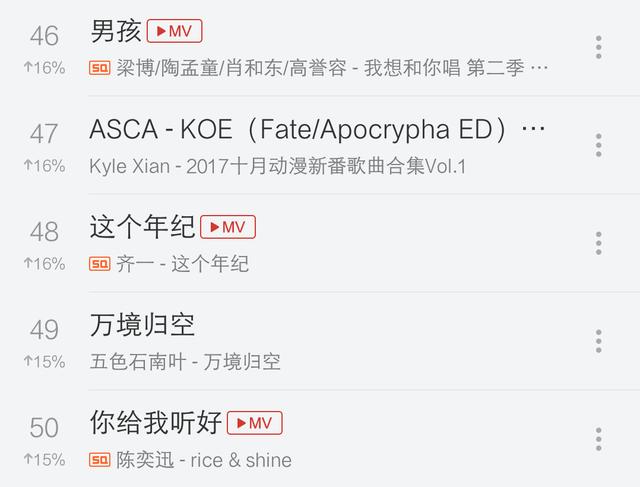 46 男孩 MV
↑16% SQ 梁博/陶孟童/肖和东/高誉容 - 我想和你唱 第二季 ···
47 ASCA - KOE（Fate/Apocrypha ED）···
↑16% Kyle Xian - 2017十月动漫新番歌曲合集Vol.1
48 这个年纪 MV
↑16% SQ 齐一 - 这个年纪
49 万境归空
↑15% 五色石南叶 - 万境归空
50 你给我听好 MV
↑15% SQ 陈奕迅 - rice & shine